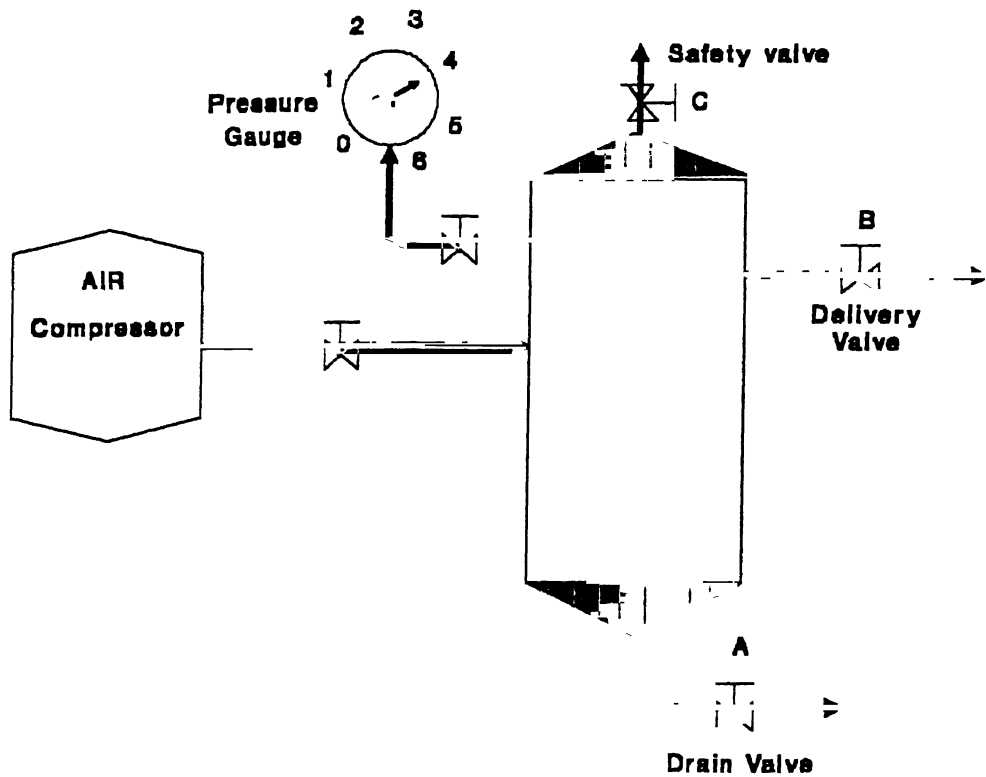 3
2
Safety valve
4
1
C
Pressure
Gauge
5
0
6
B
AIR
Compressor
Delivery
Valve
A
Drain Valve